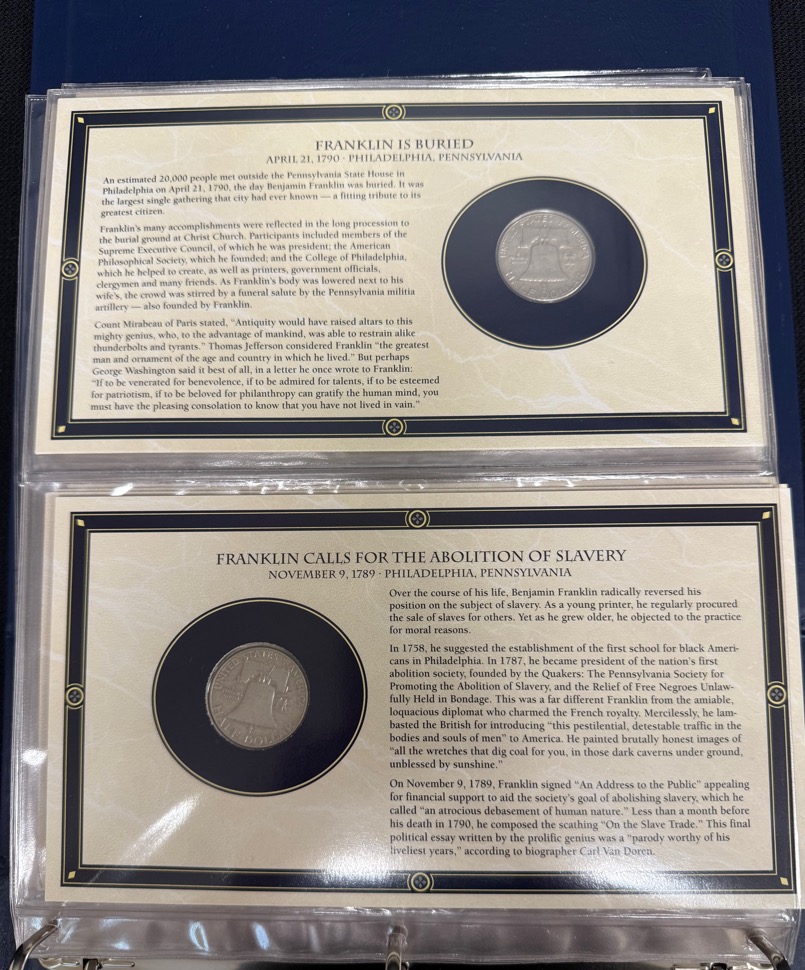 FRANKLIN IS BURIED
APRIL 21, 1790 · PHILADELPHIA, PENNSYLVANIA
An estimated 20,000 people met outside the Pennsylvania State House in
Philadelphia on April 21, 1790, the day Benjamin Franklin was buried. It was
the largest single gathering that city had ever known — a fitting tribute to its
greatest citizen.
Franklin's many accomplishments were reflected in the long procession to
the burial ground at Christ Church. Participants included members of the
Supreme Executive Council, of which he was president; the American
Philosophical Society, which he founded; and the College of Philadelphia,
which he helped to create, as well as printers, government officials,
clergymen and many friends. As Franklin's body was lowered next to his
wife's, the crowd was stirred by a funeral salute by the Pennsylvania militia
artillery — also founded by Franklin.
Count Mirabeau of Paris stated, "Antiquity would have raised altars to this
mighty genius, who, to the advantage of mankind, was able to restrain alike
thunderbolts and tyrants." Thomas Jefferson considered Franklin "the greatest
man and ornament of the age and country in which he lived." But perhaps
George Washington said it best of all, in a letter he once wrote to Franklin:
"If to be venerated for benevolence, if to be admired for talents, if to be esteemed
for patriotism, if to be beloved for philanthropy can gratify the human mind, you
must have the pleasing consolation to know that you have not lived in vain."
FRANKLIN CALLS FOR THE ABOLITION OF SLAVERY
NOVEMBER 9, 1789 · PHILADELPHIA, PENNSYLVANIA
UNITED STATES
HALF DOLLAR
Over the course of his life, Benjamin Franklin radically reversed his
position on the subject of slavery. As a young printer, he regularly procured
the sale of slaves for others. Yet as he grew older, he objected to the practice
for moral reasons.
In 1758, he suggested the establishment of the first school for black Ameri-
cans in Philadelphia. In 1787, he became president of the nation's first
abolition society, founded by the Quakers: The Pennsylvania Society for
Promoting the Abolition of Slavery, and the Relief of Free Negroes Unlaw-
fully Held in Bondage. This was a far different Franklin from the amiable,
loquacious diplomat who charmed the French royalty. Mercilessly, he lam-
basted the British for introducing "this pestilential, detestable traffic in the
bodies and souls of men" to America. He painted brutally honest images of
"all the wretches that dig coal for you, in those dark caverns under ground,
unblessed by sunshine."
On November 9, 1789, Franklin signed "An Address to the Public" appealing
for financial support to aid the society's goal of abolishing slavery, which he
called "an atrocious debasement of human nature." Less than a month before
his death in 1790, he composed the scathing "On the Slave Trade." This final
political essay written by the prolific genius was a "parody worthy of his
liveliest years," according to biographer Carl Van Doren.